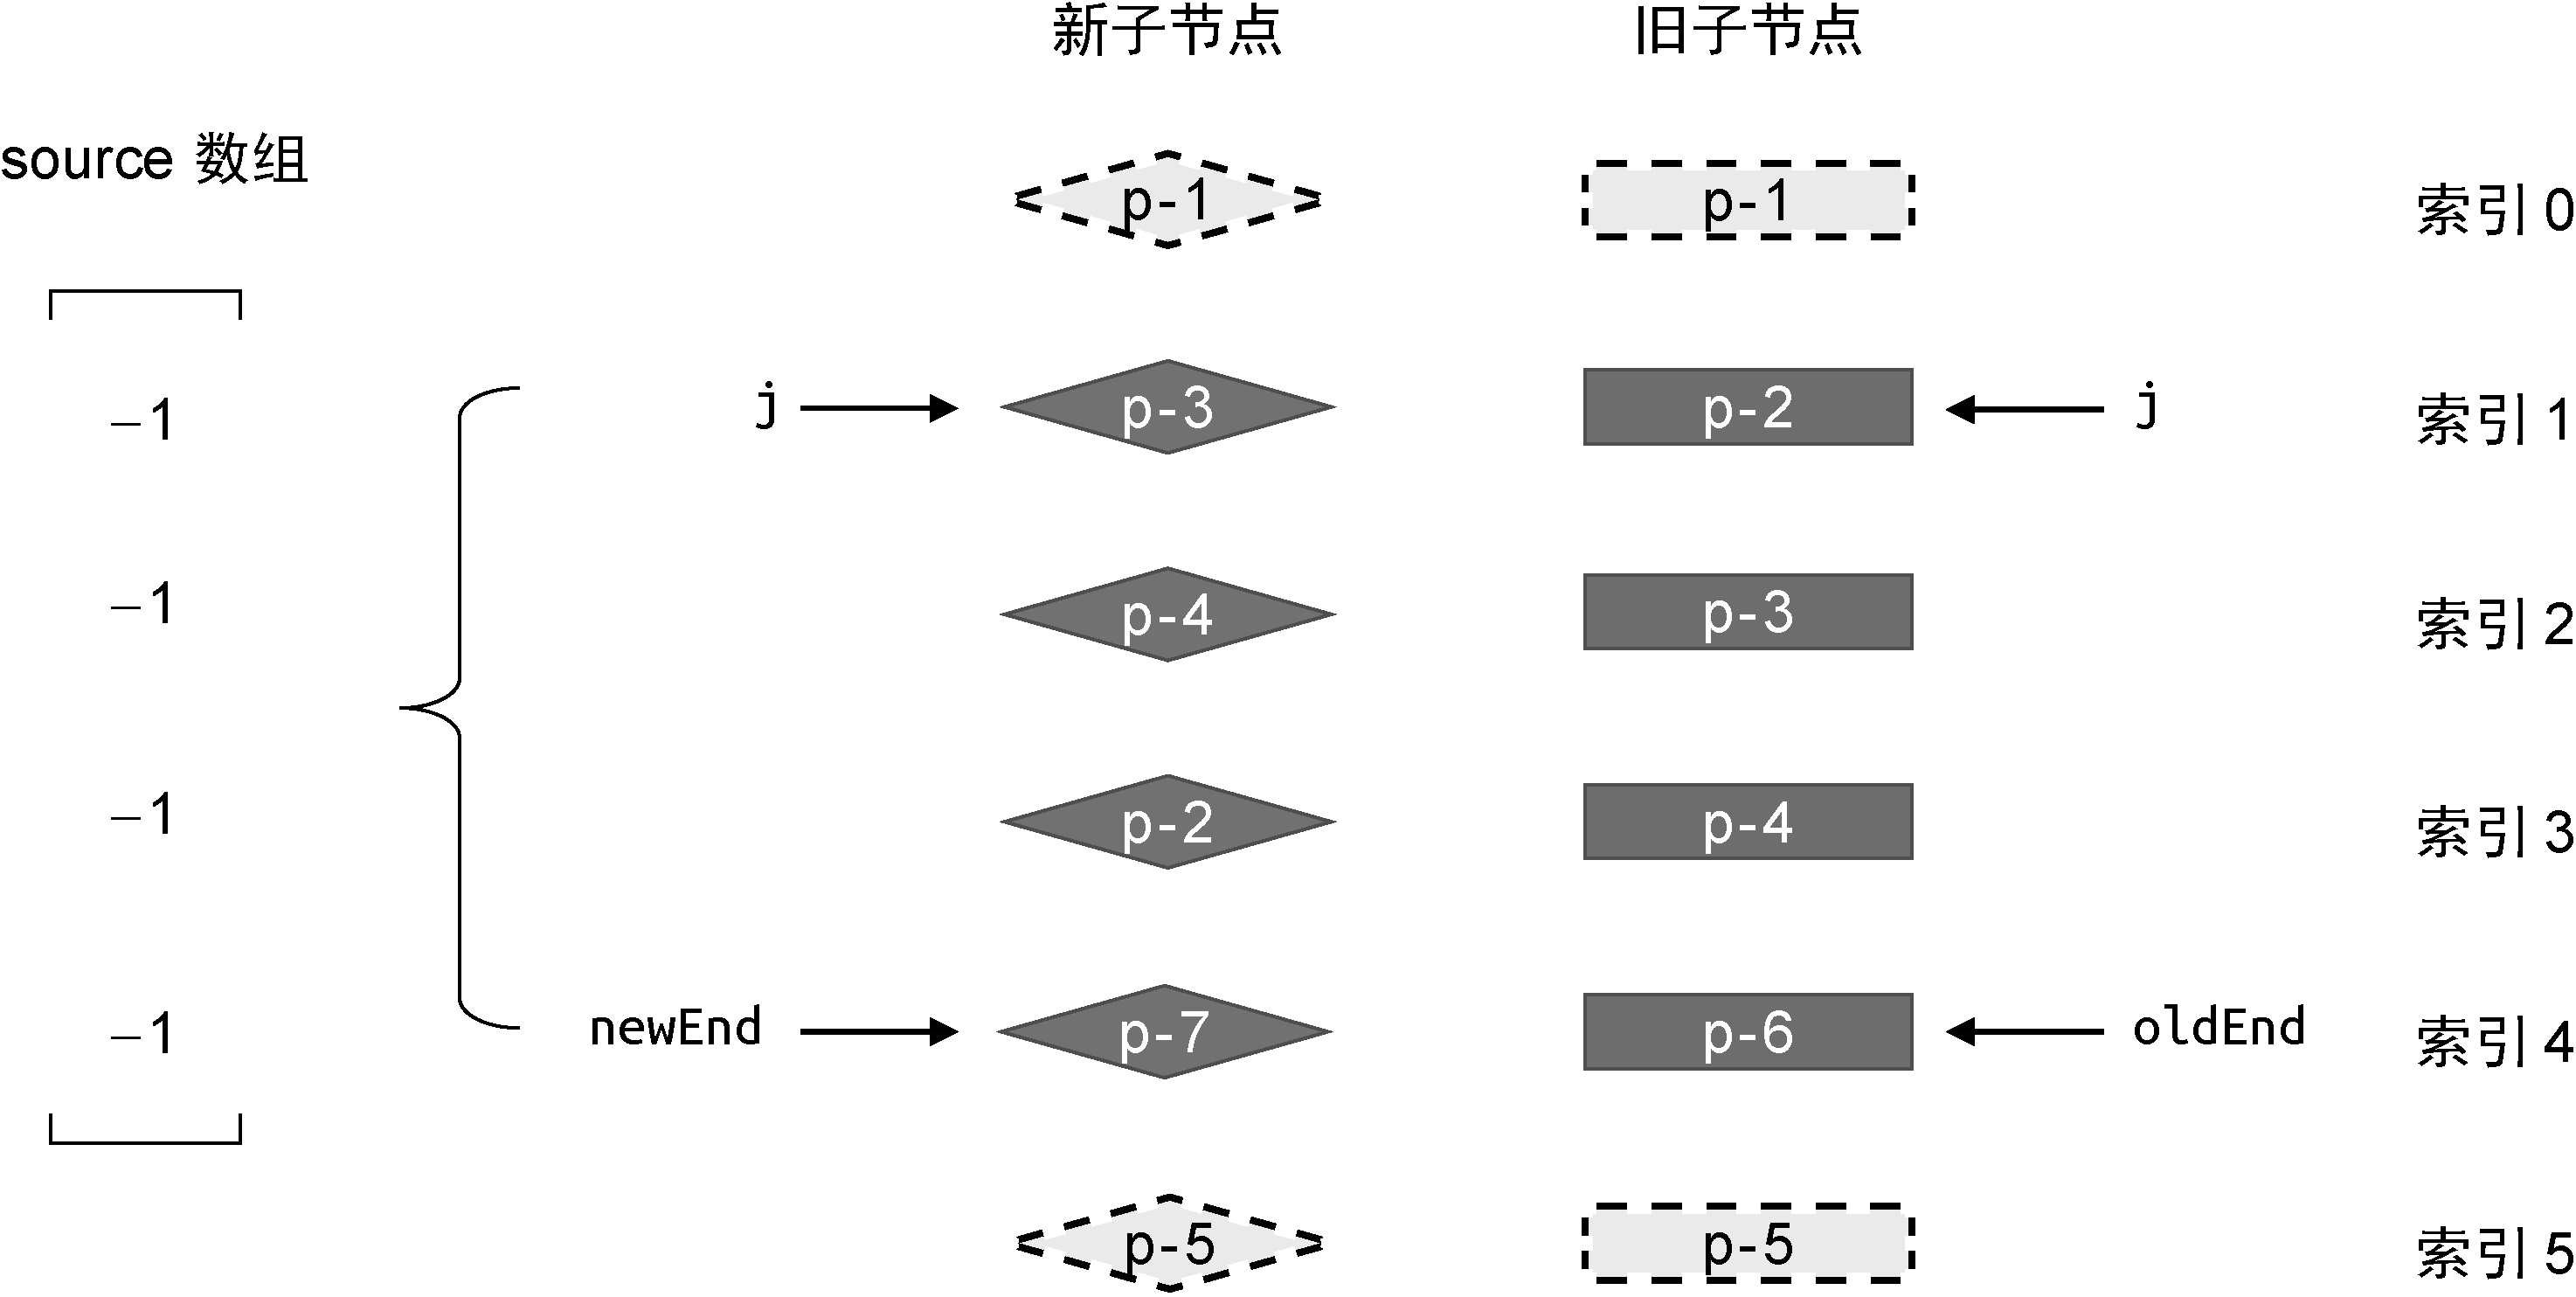 新子节点 旧子节点
source 数组
p-1 p-1 索引 0
–1 j p-3 p-2 j 索引 1
–1 p-4 p-3 索引 2
–1 p-2 p-4 索引 3
–1 newEnd p-7 p-6 oldEnd 索引 4
p-5 p-5 索引 5